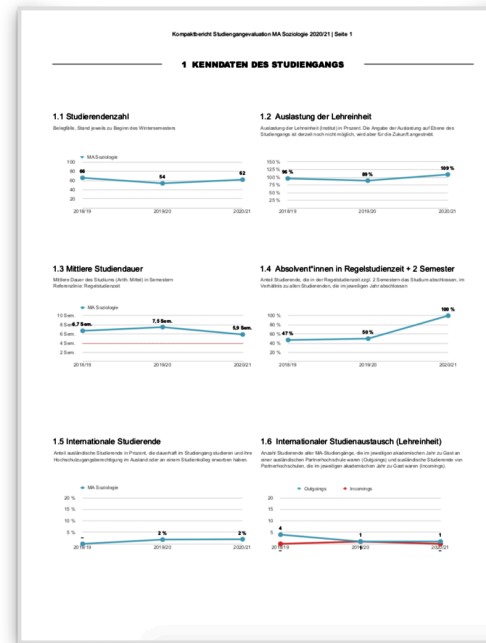 Kompaktbericht Studiengangevaluation MA Soziologie 2020/21 | Seite 1
1 KENNDATEN DES STUDIENGANGS
1.1 Studierendenzahl
Belegfälle, Stand jeweils zu Beginn des Wintersemesters
MA Soziologie
100
80
60
40
20
66
54
62
2018/19
2019/20
2020/21
1.2 Auslastung der Lehreinheit
Auslastung der Lehreinheit (Institut) in Prozent. Die Angabe der Auslastung auf Ebene des
Studiengangs ist derzeit noch nicht möglich, wird aber für die Zukunft angestrebt.
150 %
125 %
100 %
75 %
50 %
25 %
96 %
89 %
109 %
2018/19
2019/20
2020/21
1.3 Mittlere Studiendauer
Mittlere Dauer des Studiums (Arith. Mittel) in Semestern
Referenzlinie: Regelstudienzeit
MA Soziologie
10 Sem.
8 Sem.
6 Sem.
4 Sem.
2 Sem.
6,7 Sem.
7,5 Sem.
5,9 Sem.
2018/19
2019/20
2020/21
1.4 Absolvent*innen in Regelstudienzeit + 2 Semester
Anteil Studierende, die in der Regelstudienzeit zzgl. 2 Semestern das Studium abschlossen, im
Verhältnis zu allen Studierenden, die im jeweiligen Jahr abschlossen
100 %
80 %
60 %
40 %
20 %
47 %
50 %
100 %
2018/19
2019/20
2020/21
1.5 Internationale Studierende
Anteil ausländische Studierende in Prozent, die dauerhaft im Studiengang studieren und ihre
Hochschulzugangsberechtigung im Ausland oder an einem Studienkolleg erworben haben.
MA Soziologie
20 %
15 %
10 %
5 %
–
2 %
2 %
2018/19
2019/20
2020/21
1.6 Internationaler Studienaustausch (Lehreinheit)
Anzahl Studierende aller MA-Studiengänge, die im jeweiligen akademischen Jahr zu Gast an
einer ausländischen Partnerhochschule waren (Outgoings) und ausländische Studierende von
Partnerhochschulen, die im jeweiligen akademischen Jahr zu Gast waren (Incomings).
Outgoings
Incomings
20
15
10
5
4
1
1
–
1
–
2018/19
2019/20
2020/21